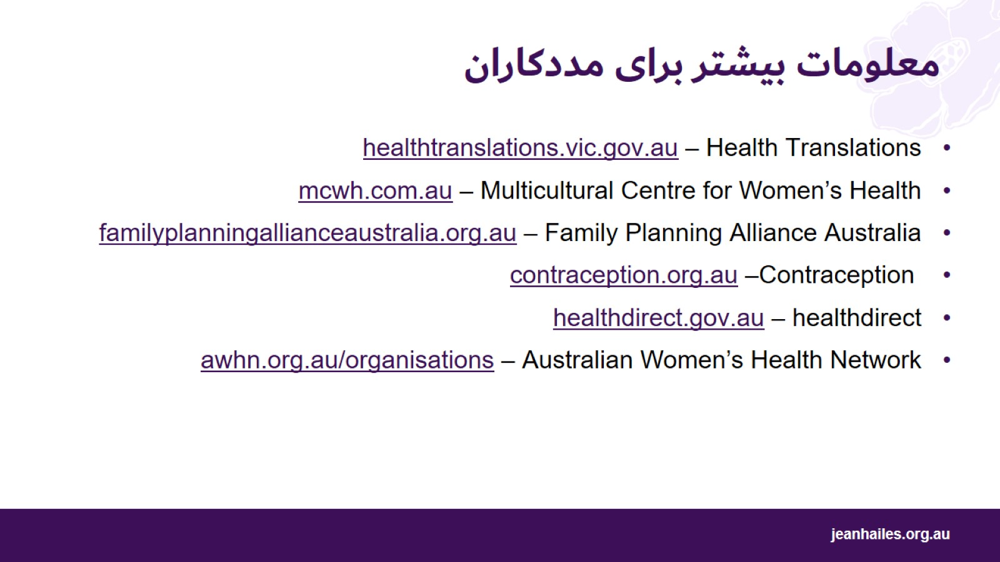 معلومات بیشتر برای مددکاران
• Health Translations – healthtranslations.vic.gov.au
• Multicultural Centre for Women’s Health – mcwh.com.au
• Family Planning Alliance Australia – familyplanningallianceaustralia.org.au
• Contraception– contraception.org.au
• healthdirect – healthdirect.gov.au
• Australian Women’s Health Network – awhn.org.au/organisations
jeanhailes.org.au